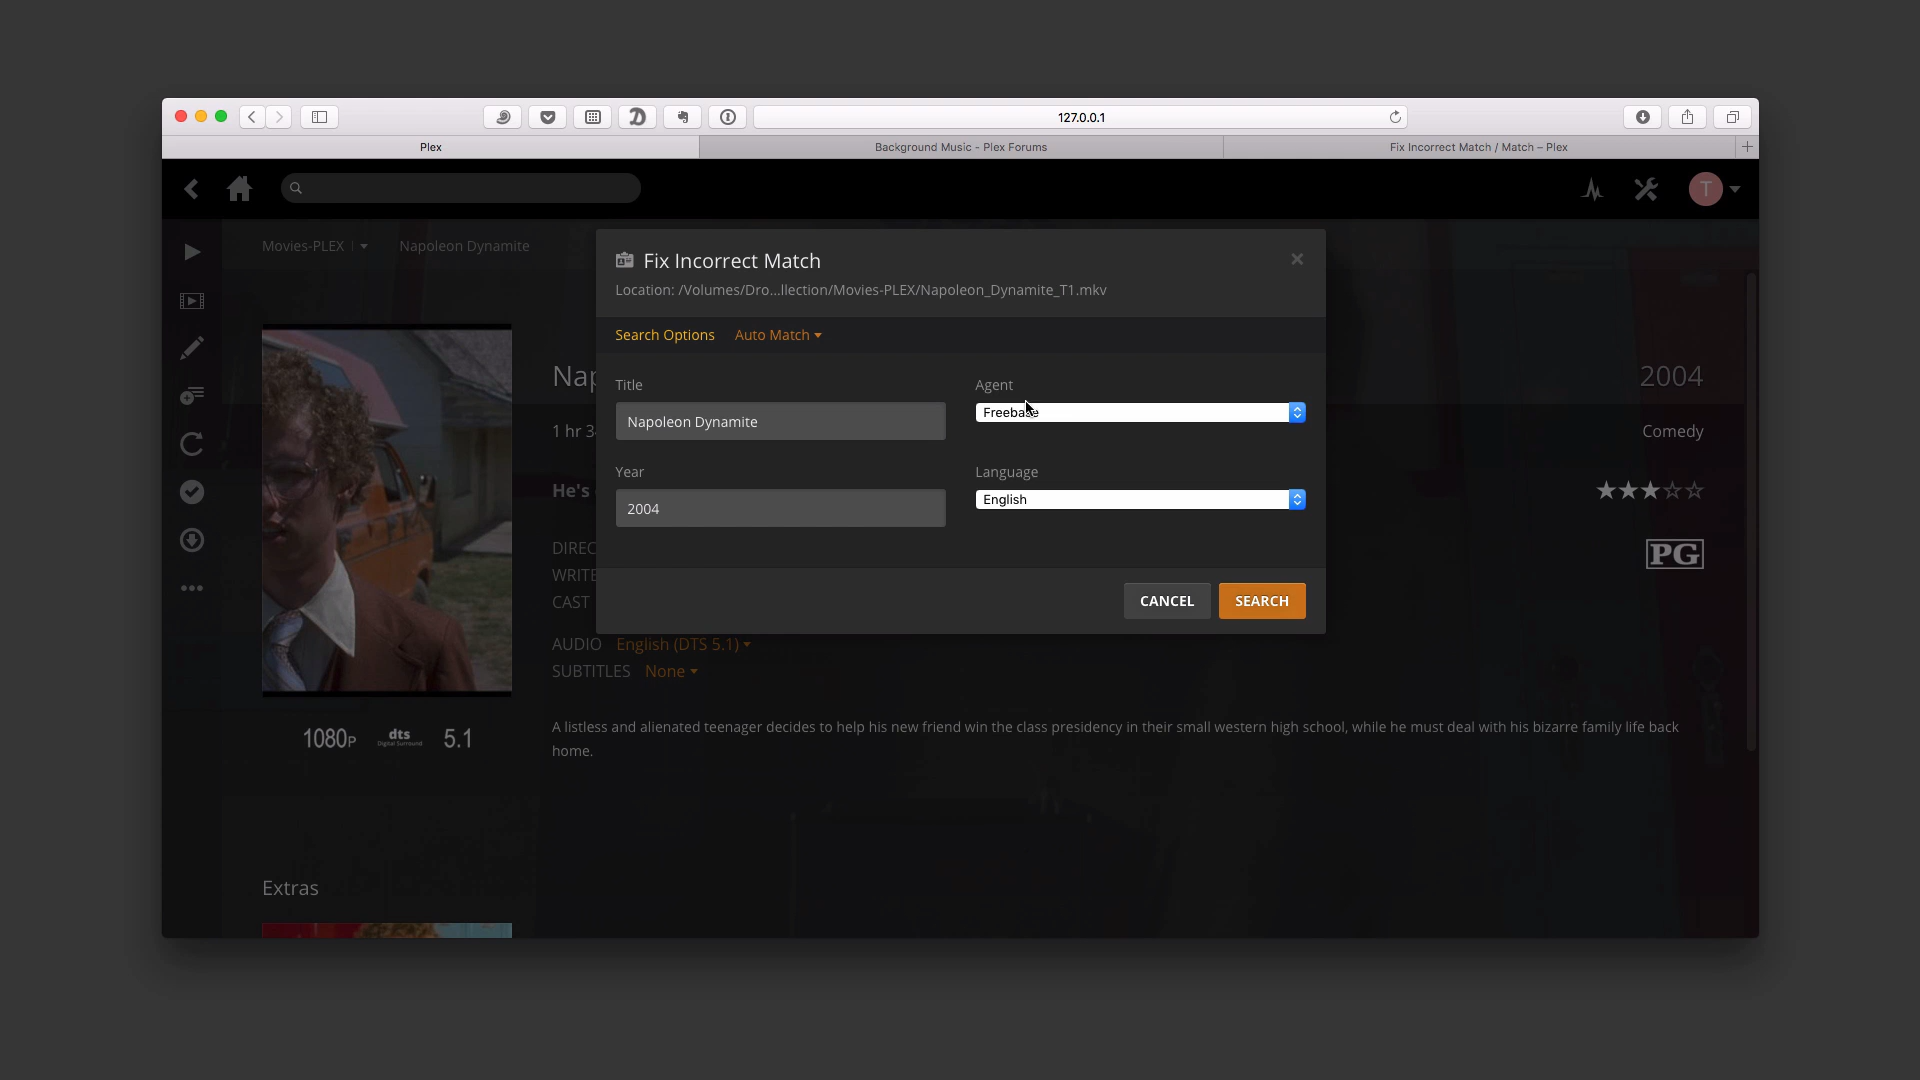 127.0.0.1
Plex
Background Music - Plex Forums
Fix Incorrect Match / Match – Plex
T
Movies-PLEX
Napoleon Dynamite
Fix Incorrect Match
Location: /Volumes/Dro...llection/Movies-PLEX/Napoleon_Dynamite_T1.mkv
Search Options Auto Match
Title
Agent
Napoleon Dynamite
Freebase
Year
Language
2004
English
CANCEL SEARCH
Nap
2004
1 hr 3
Comedy
He's
DIREC
PG
WRITE
CAST
AUDIO English (DTS 5.1)
SUBTITLES None
1080P dts Digital Surround 5.1
A listless and alienated teenager decides to help his new friend win the class presidency in their small western high school, while he must deal with his bizarre family life back
home.
Extras